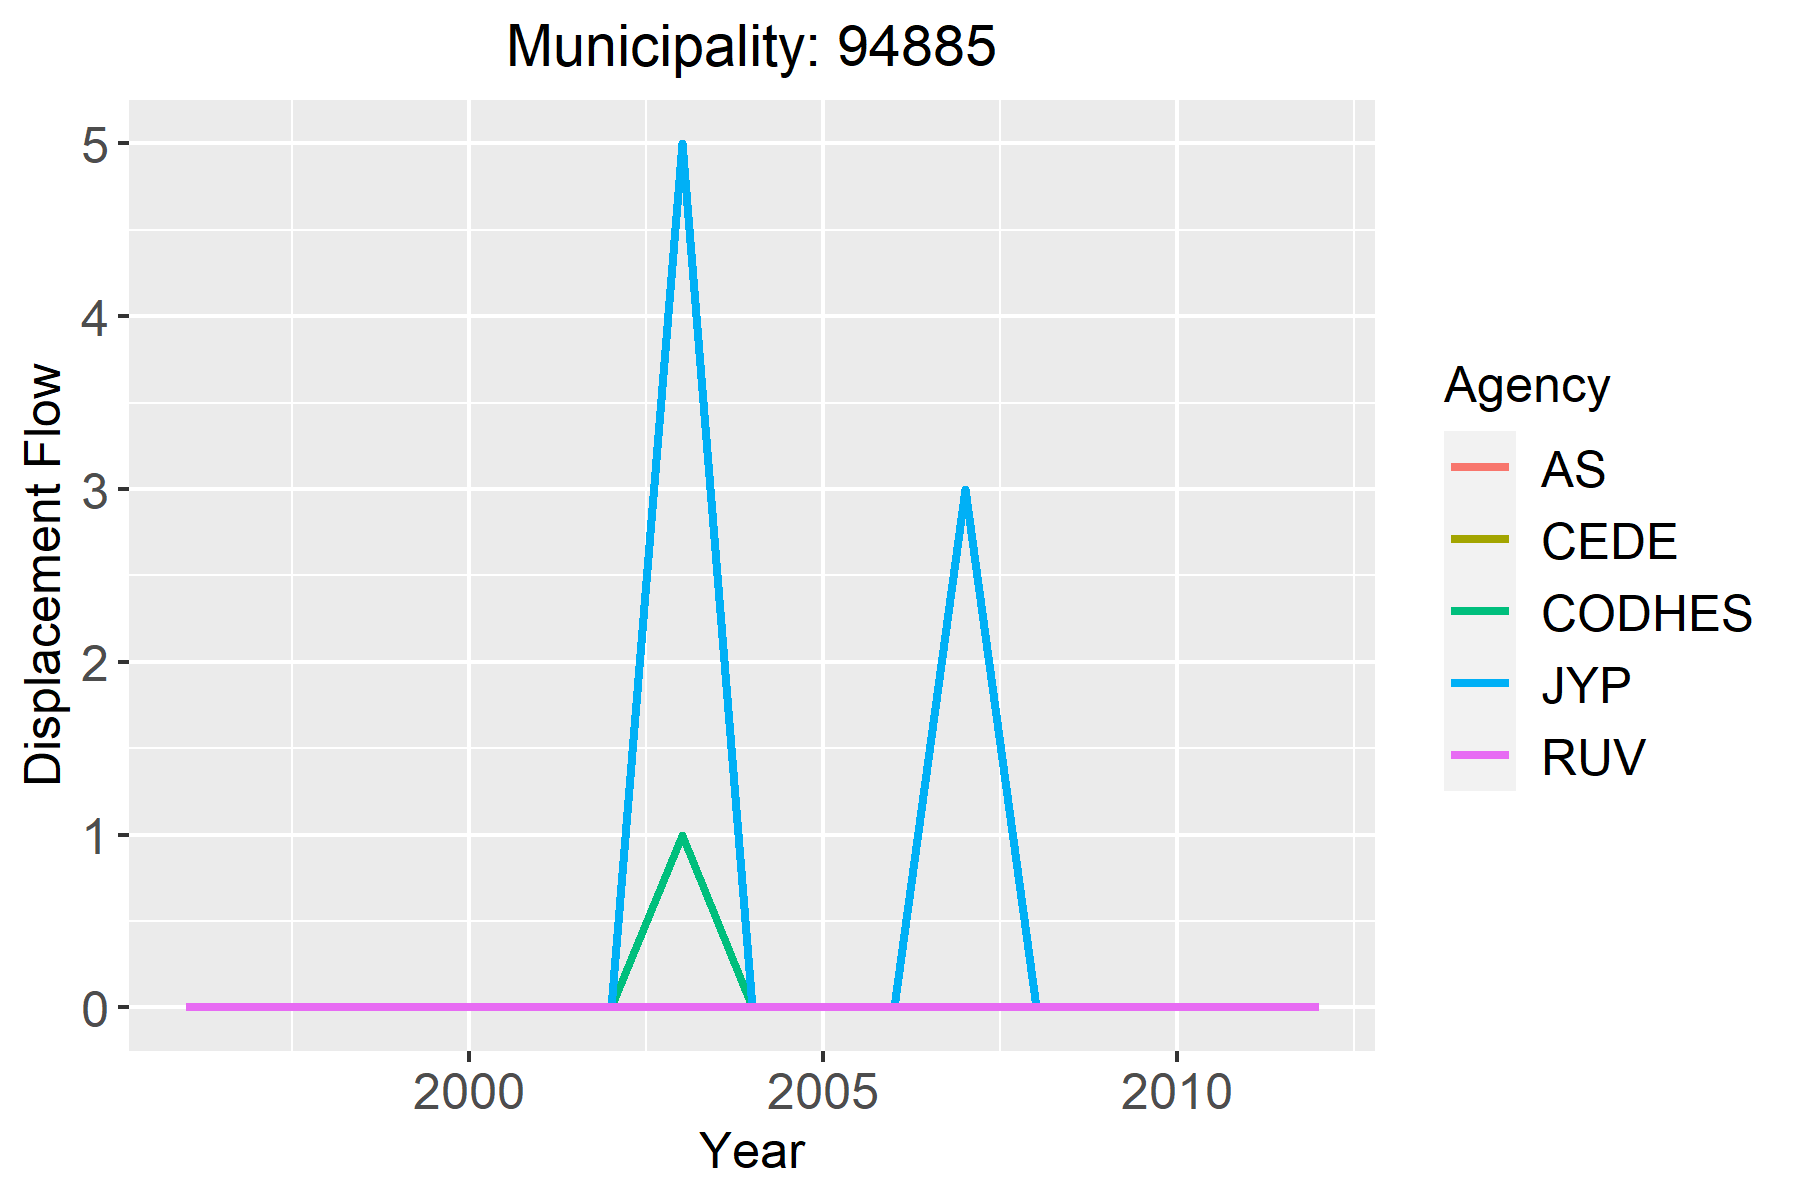 Municipality: 94885
5
4
3
2
1
0
Displacement Flow
2000
2005
2010
Year
Agency
AS
CEDE
CODHES
JYP
RUV